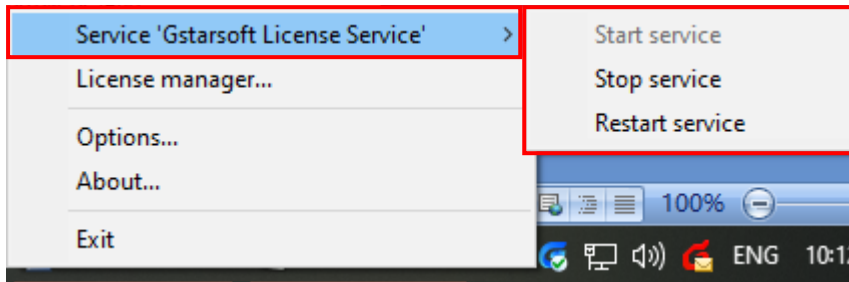 Service 'Gstarsoft License Service'
License manager...
Options...
About...
Exit
Start service
Stop service
Restart service
100%
ENG